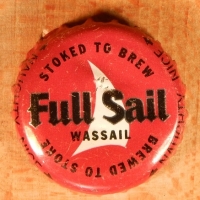 STOKED TO BREW
Full Sail
WASSAIL
BREWED TO STOKE